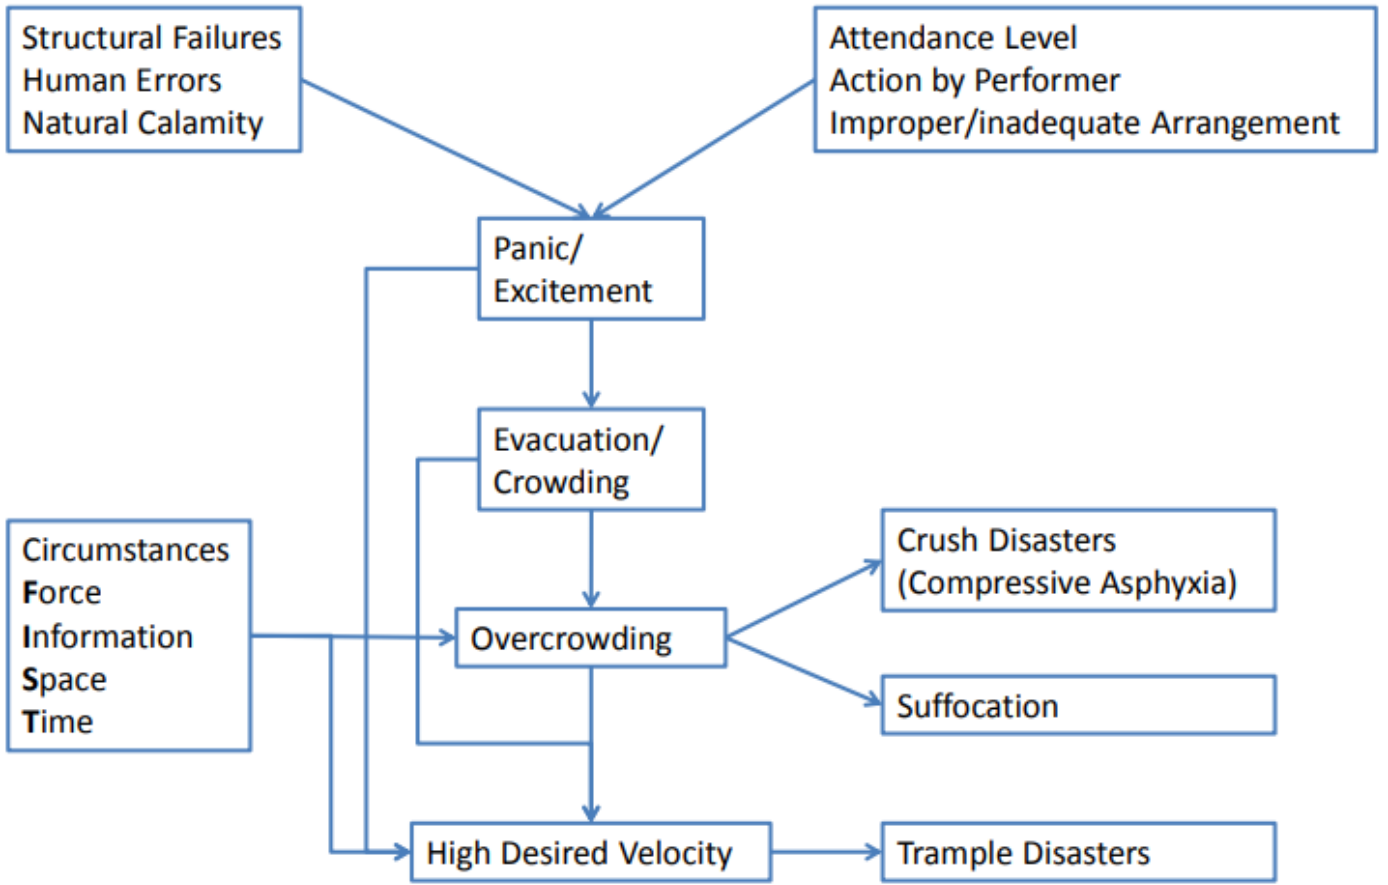 Structural Failures
Human Errors
Natural Calamity
Attendance Level
Action by Performer
Improper/inadequate Arrangement
Panic/
Excitement
Evacuation/
Crowding
Circumstances
Force
Information
Space
Time
Overcrowding
Crush Disasters
(Compressive Asphyxia)
Suffocation
High Desired Velocity
Trample Disasters